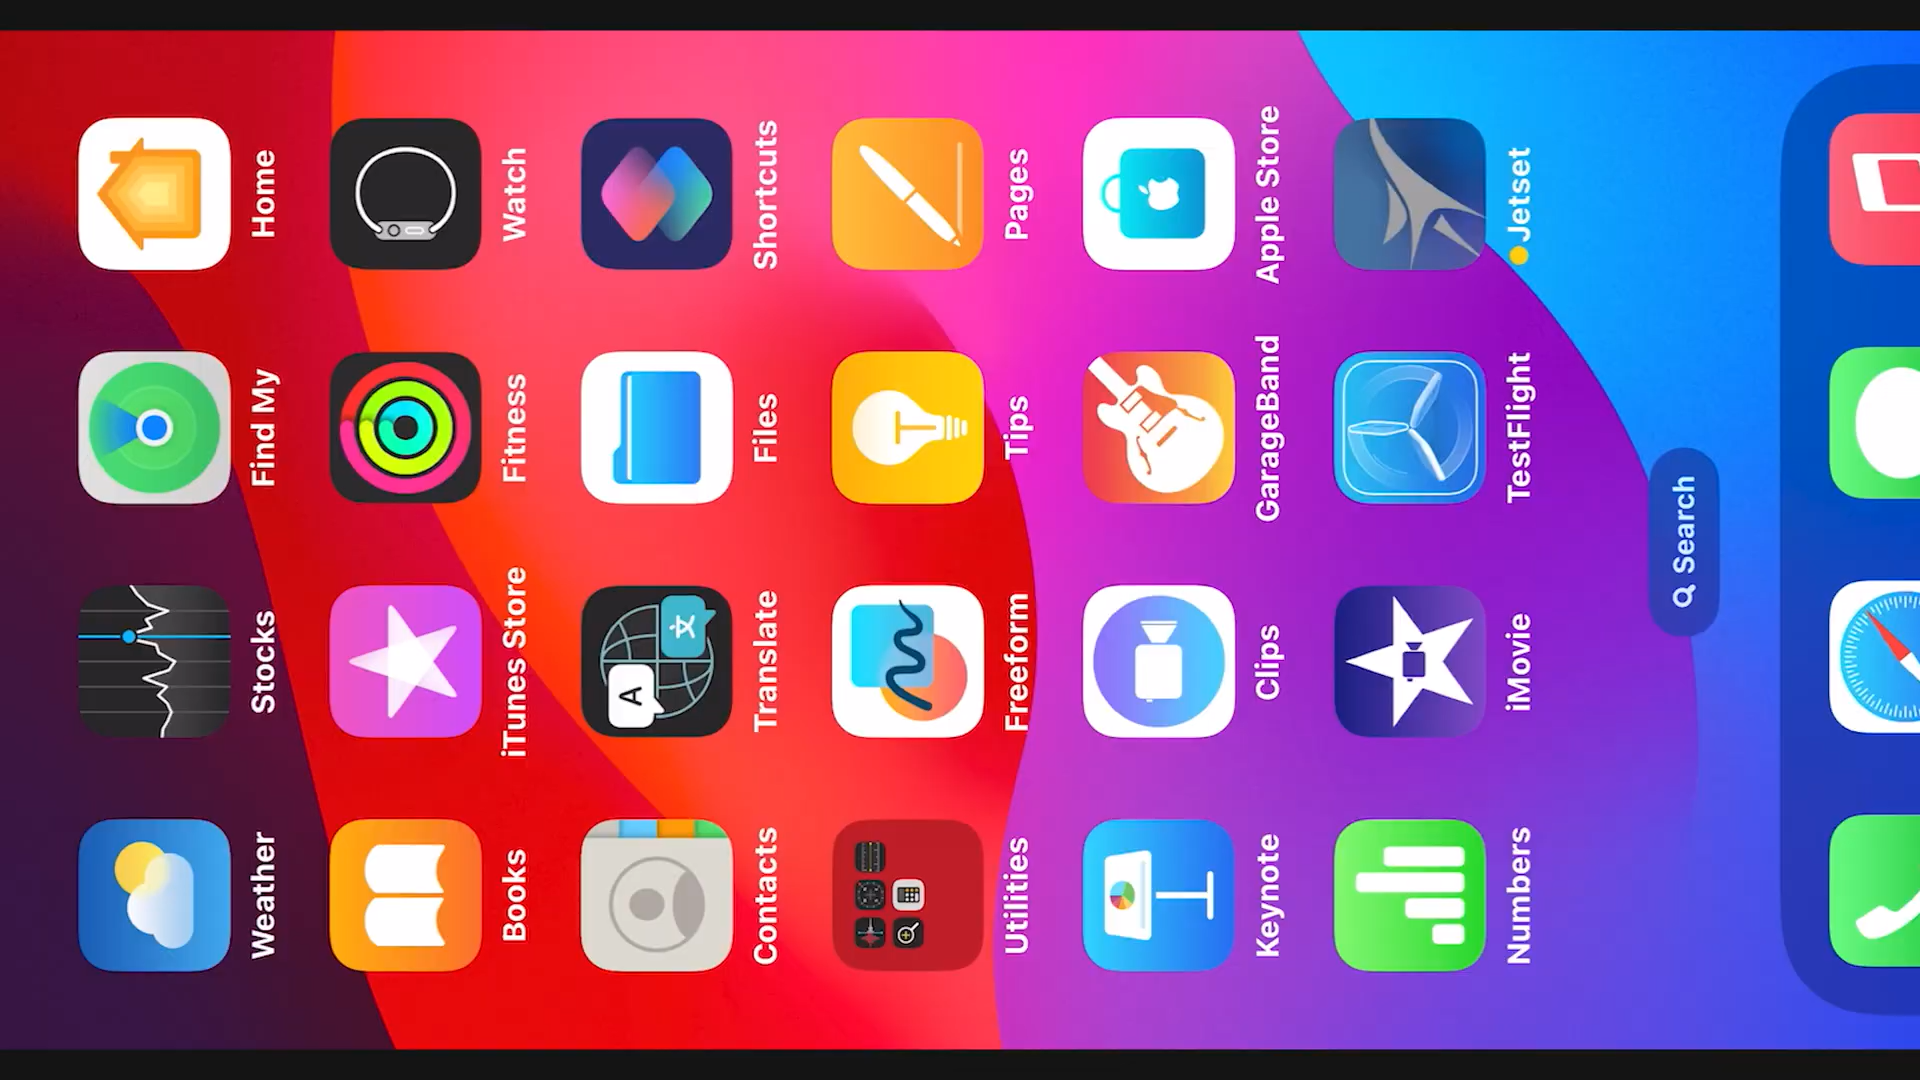 Weather
Stocks
Find My
Home
Books
iTunes Store
Fitness
Watch
Contacts
A
文
Translate
Files
Shortcuts
Utilities
Freeform
Tips
Pages
Keynote
Clips
GarageBand
Apple Store
Numbers
iMovie
TestFlight
Jetset
Search